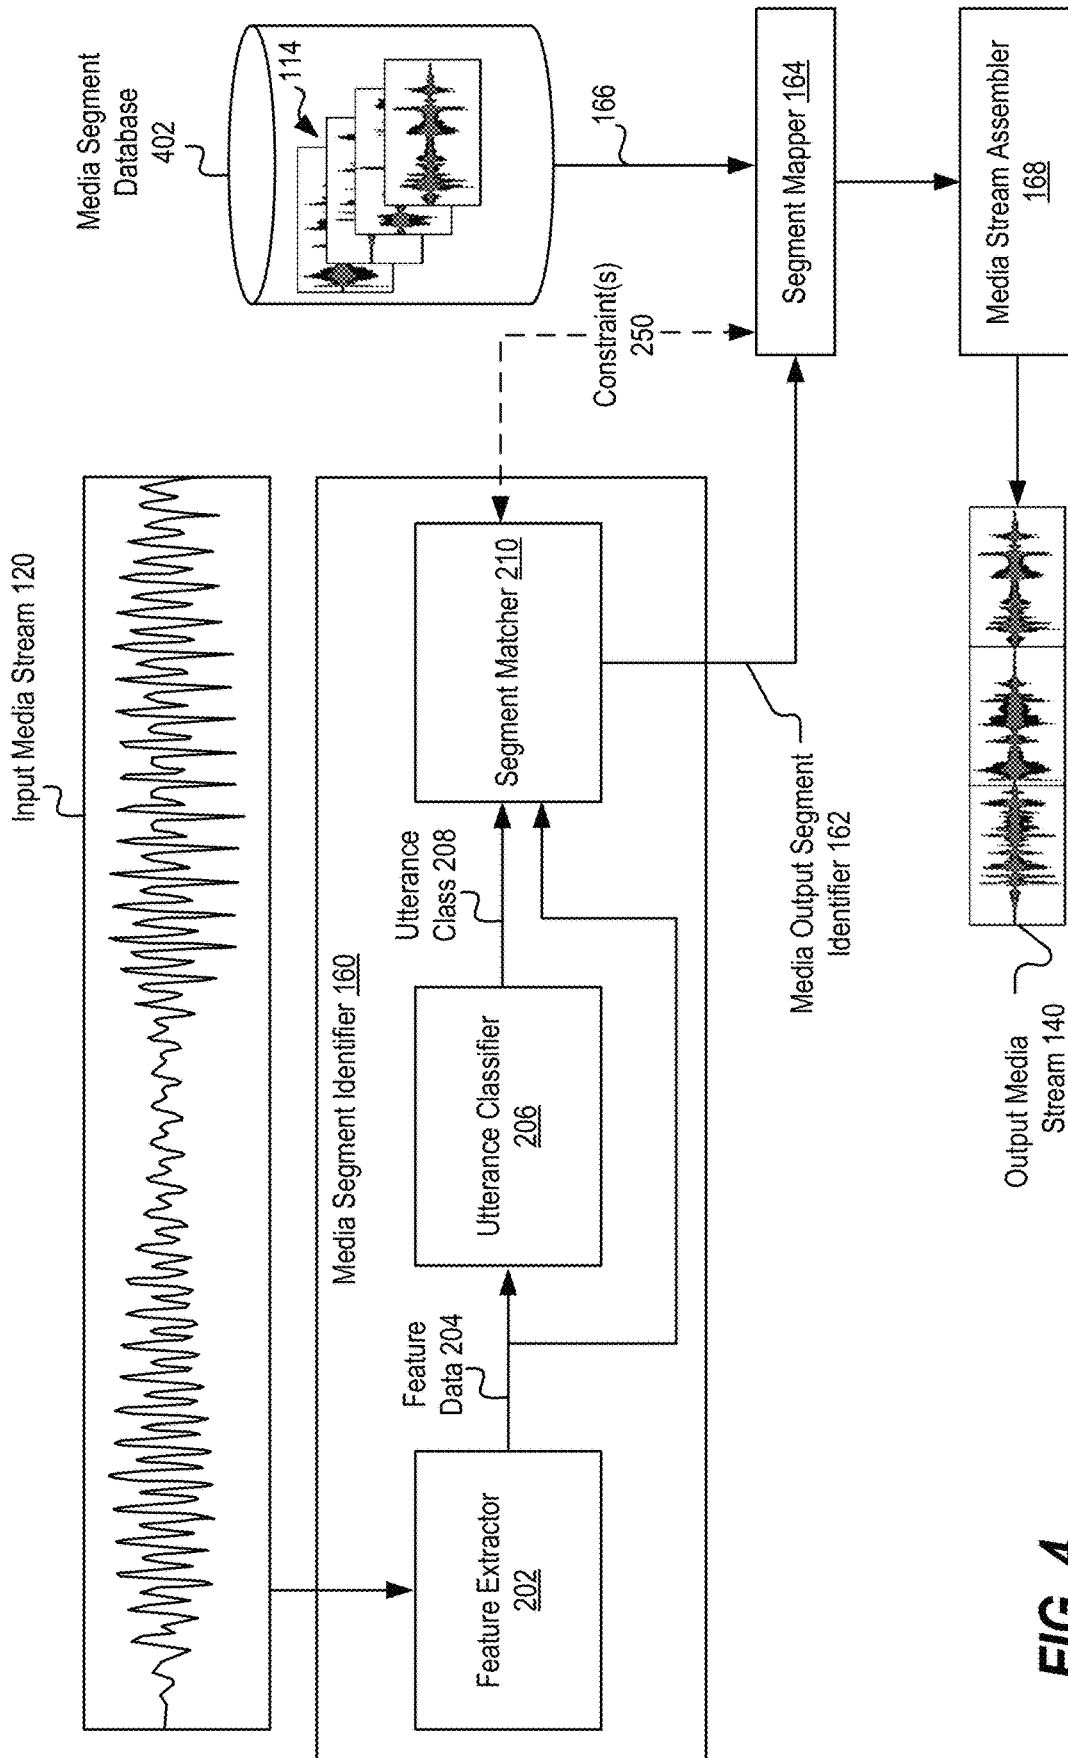 Input Media Stream 120
Media Segment
Database
402
114
166
Media Segment Identifier 160
Feature Extractor
202
Feature
Data 204
Utterance Classifier
206
Utterance
Class 208
Segment Matcher 210
Constraint(s)
250
Media Output Segment
Identifier 162
Segment Mapper 164
Media Stream Assembler
168
Output Media
Stream 140
FIG. 4